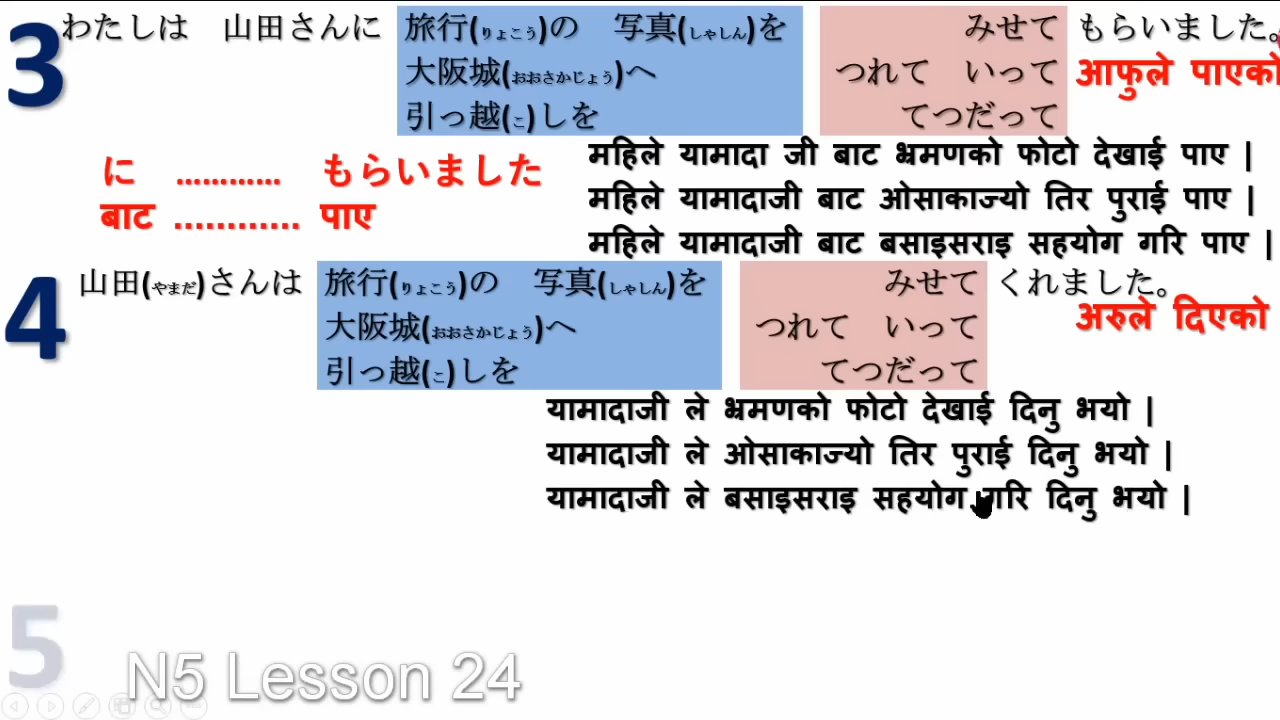 3
わたしは 山田さんに 旅行(りょこう)の 写真(しゃしん)を みせて もらいました。
大阪城(おおさかじょう)へ つれて いって आफुले पाएको
引っ越(こ)しを てつだって
に ............ もらいました
बाट ............. पाए
महिले यामादा जी बाट भ्रमणको फोटो देखाई पाए |
महिले यामादाजी बाट ओसाकाज्यो तिर पुराई पाए |
महिले यामादाजी बाट बसाइसराइ सहयोग गरि पाए |
4
山田(やまだ)さんは 旅行(りょこう)の 写真(しゃしん)を みせて くれました。
大阪城(おおさかじょう)へ つれて いって अरुले दिएको
引っ越(こ)しを てつだって
यामादाजी ले भ्रमणको फोटो देखाई दिनु भयो |
यामादाजी ले ओसाकाज्यो तिर पुराई दिनु भयो |
यामादाजी ले बसाइसराइ सहयोग गरि दिनु भयो |
5
N5 Lesson 24